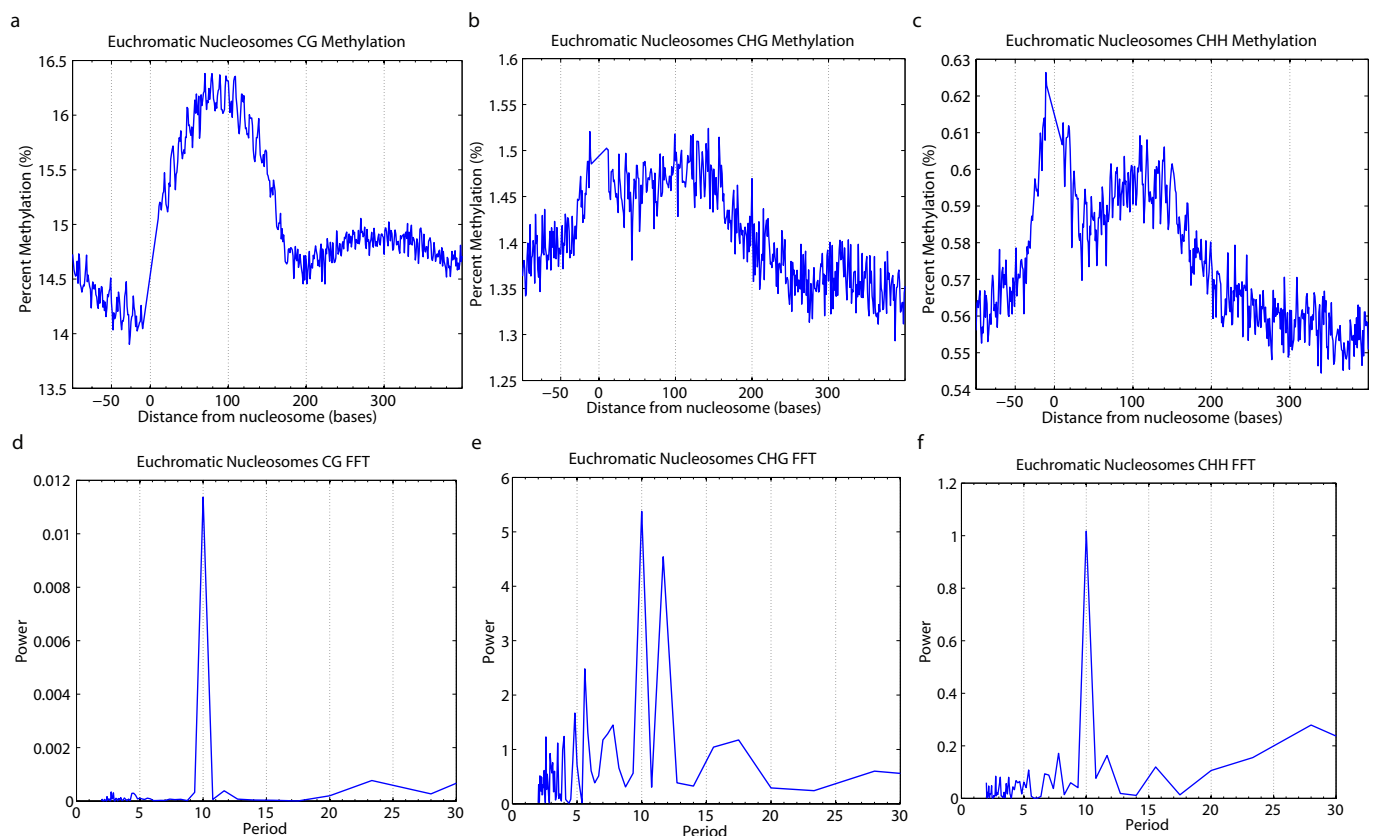 a
Euchromatic Nucleosomes CG Methylation
Percent Methylation (%)
16.5
16
15.5
15
14.5
14
13.5
−50 0 100 200 300
Distance from nucleosome (bases)
b
Euchromatic Nucleosomes CHG Methylation
Percent Methylation (%)
1.6
1.55
1.5
1.45
1.4
1.35
1.3
1.25
−50 0 100 200 300
Distance from nucleosome (bases)
c
Euchromatic Nucleosomes CHH Methylation
Percent Methylation (%)
0.63
0.62
0.61
0.6
0.59
0.58
0.57
0.56
0.55
0.54
−50 0 100 200 300
Distance from nucleosome (bases)
d
Euchromatic Nucleosomes CG FFT
Power
0.012
0.01
0.008
0.006
0.004
0.002
0
0 5 10 15 20 25 30
Period
e
Euchromatic Nucleosomes CHG FFT
Power
6
5
4
3
2
1
0
5 10 15 20 25 30
Period
f
Euchromatic Nucleosomes CHH FFT
Power
1.2
1
0.8
0.6
0.4
0.2
0
0 5 10 15 20 25 30
Period